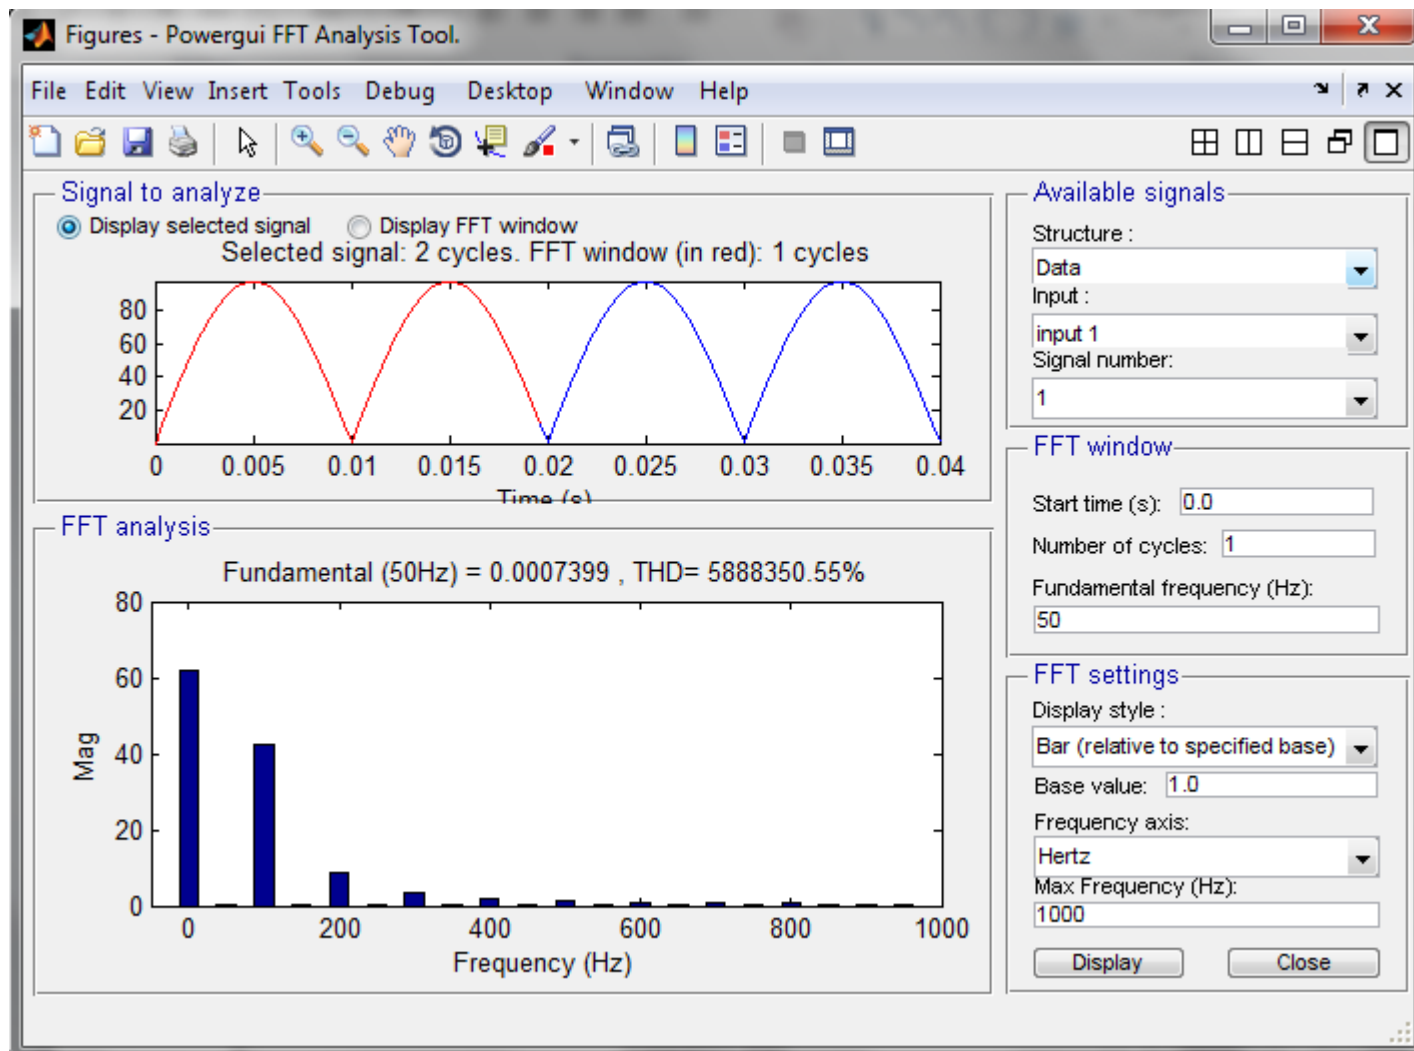 Figures - Powergui FFT Analysis Tool.
File Edit View Insert Tools Debug Desktop Window Help
Signal to analyze
Display selected signal Display FFT window
Selected signal: 2 cycles. FFT window (in red): 1 cycles
80
60
40
20
0 0.005 0.01 0.015 0.02 0.025 0.03 0.035 0.04
Time (s)
FFT analysis
Fundamental (50Hz) = 0.0007399 , THD= 5888350.55%
80
60
40
20
0
Mag
0 200 400 600 800 1000
Frequency (Hz)
Available signals
Structure :
Data
Input :
input 1
Signal number:
1
FFT window
Start time (s): 0.0
Number of cycles: 1
Fundamental frequency (Hz):
50
FFT settings
Display style :
Bar (relative to specified base)
Base value: 1.0
Frequency axis:
Hertz
Max Frequency (Hz):
1000
Display Close